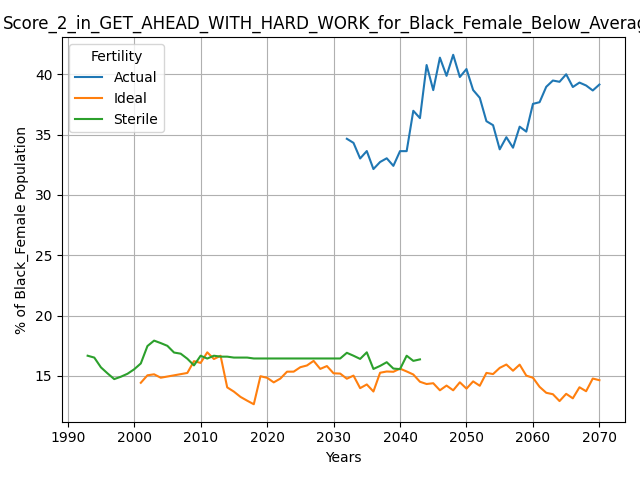 Score_2_in_GET_AHEAD_WITH_HARD_WORK_for_Black_Female_Below_Averag
Fertility
Actual
Ideal
Sterile
% of Black_Female Population
40
35
30
25
20
15
1990 2000 2010 2020 2030 2040 2050 2060 2070
Years